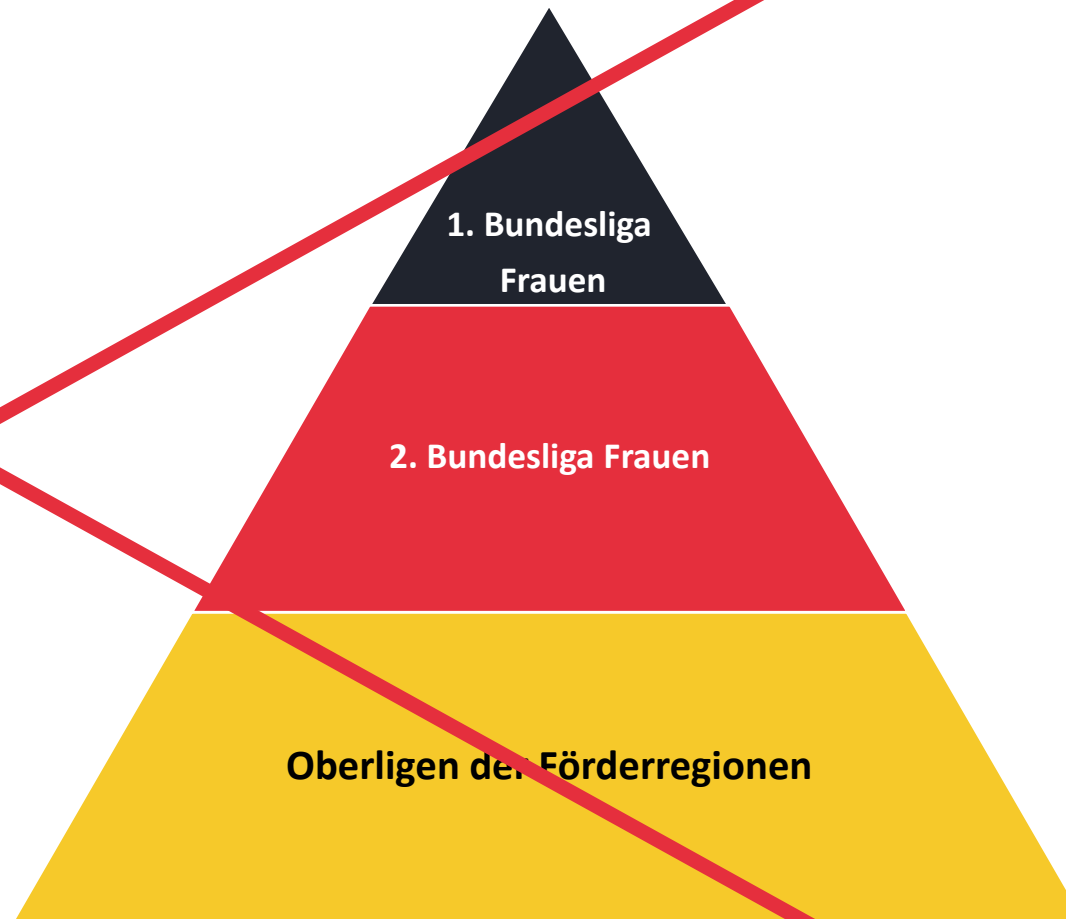 1. Bundesliga
Frauen
2. Bundesliga Frauen
Oberligen der Förderregionen